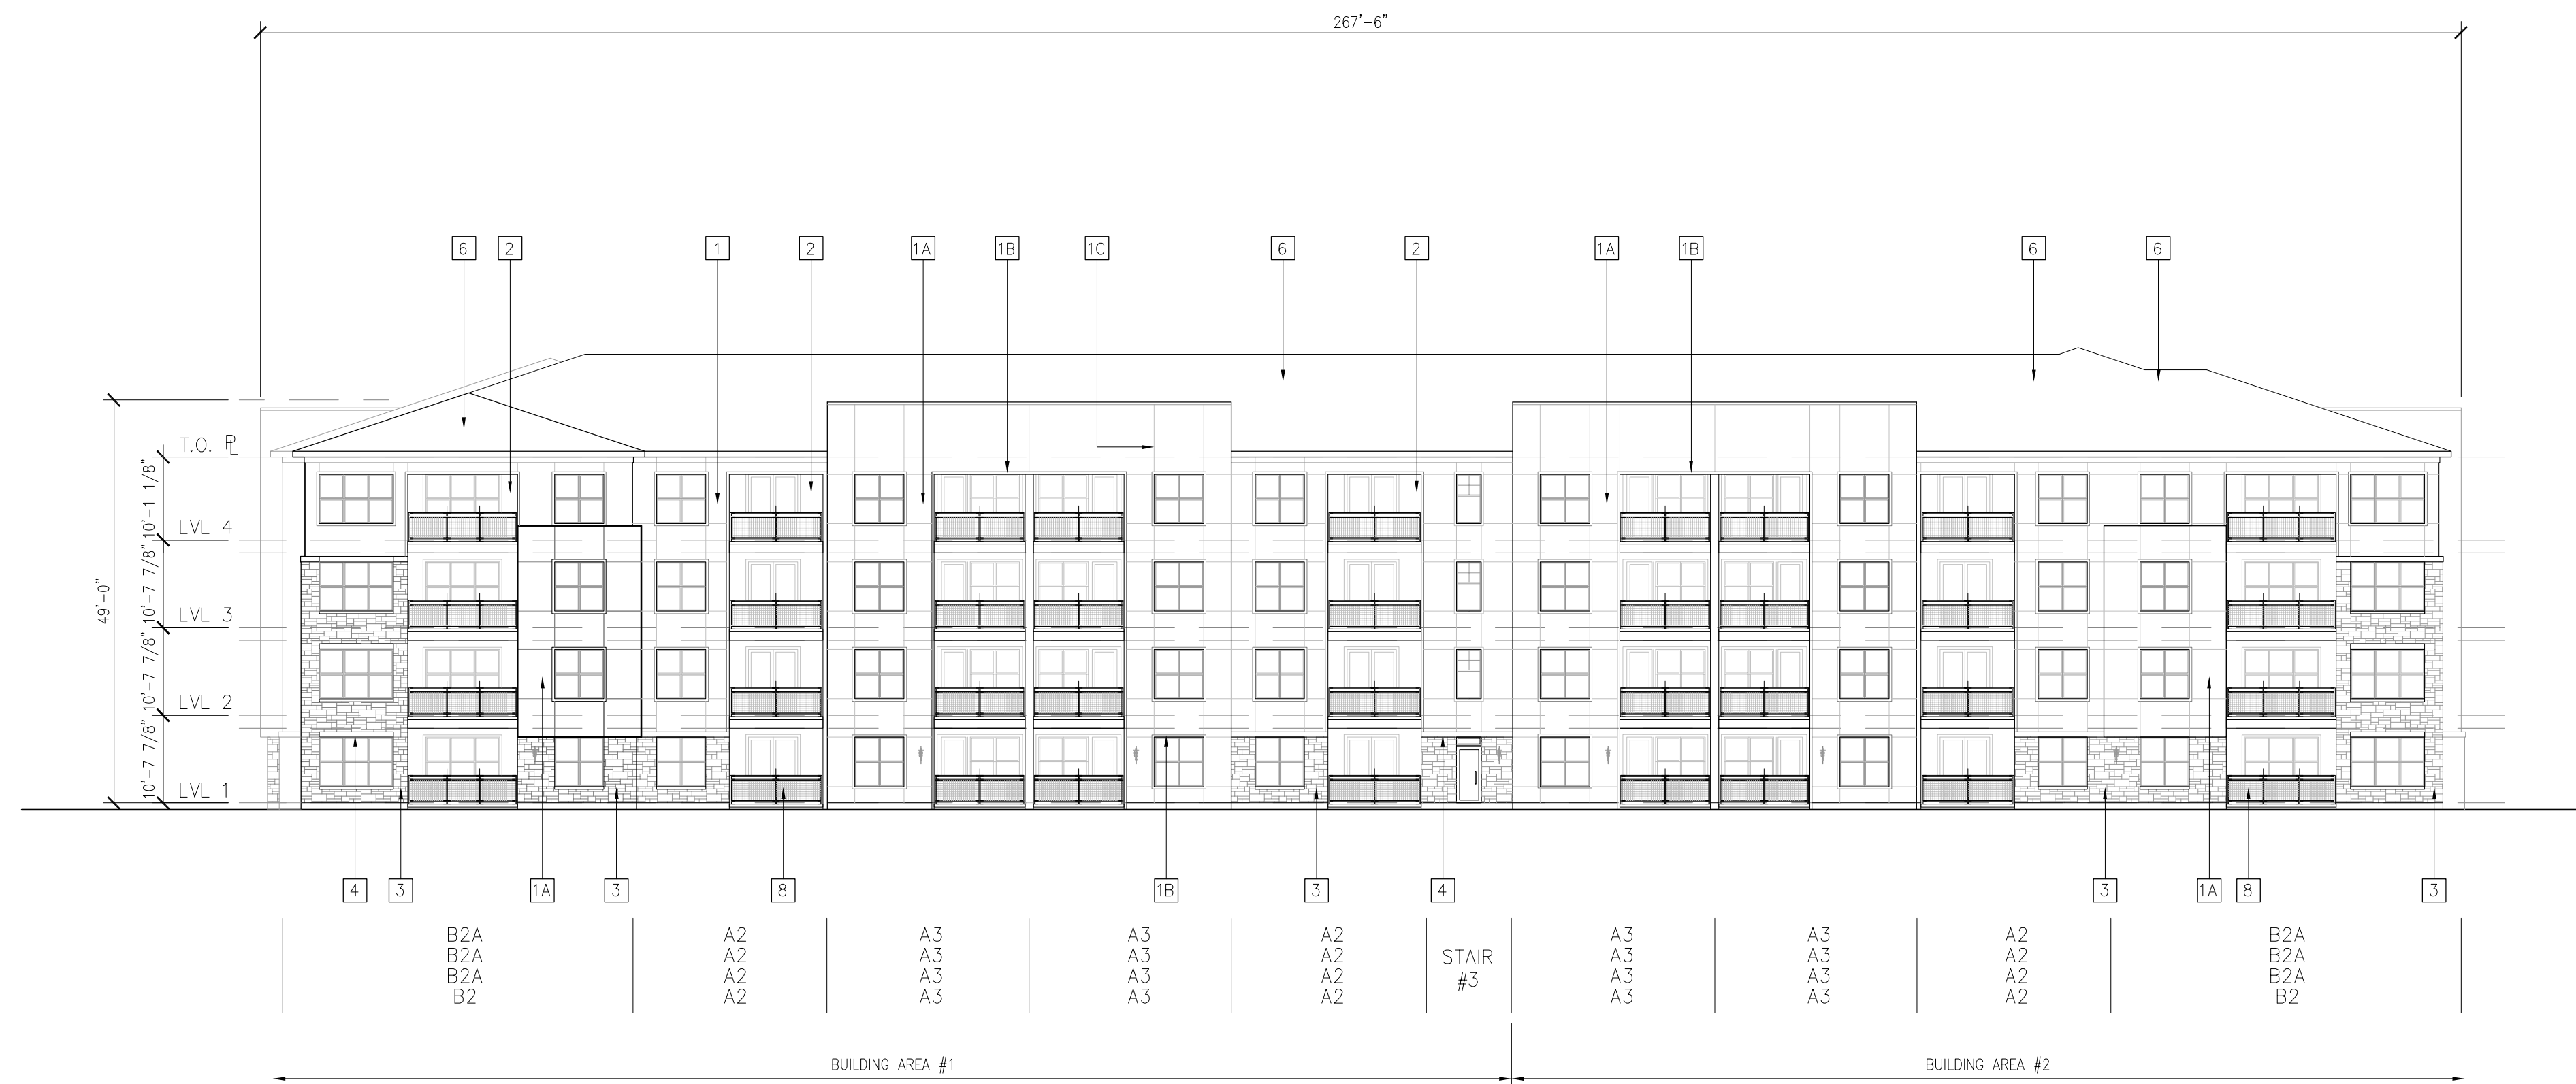 267'-6"
6 2 1 2 1A 1B 1C 6 2 1A 1B 6 6
T.O. PL
10'-1 1/8"
LVL 4
10'-7 7/8"
LVL 3
49'-0"
10'-7 7/8"
LVL 2
10'-7 7/8"
LVL 1
4 3 1A 3 8 1B 3 4 3 1A 8 3
B2A A2 A3 A3 A2 A3 A3 A2 B2A
B2A A2 A3 A3 A2 STAIR A3 A3 A2 B2A
B2A A2 A3 A3 A2 #3 A3 A3 A2 B2A
B2 A2 A3 A3 A2 A3 A3 A2 B2
BUILDING AREA #1 BUILDING AREA #2